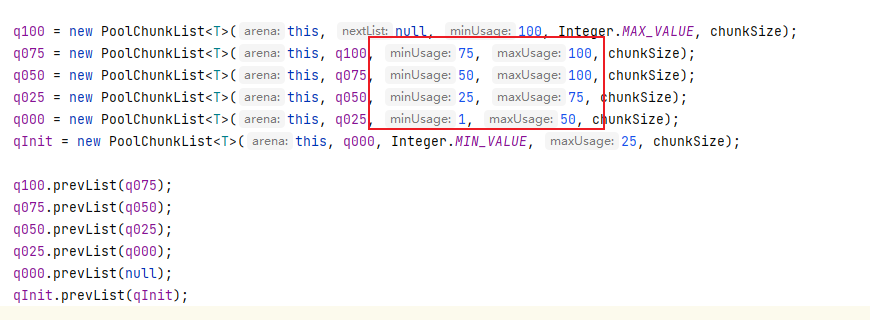 q100 = new PoolChunkList<T>( arena: this, nextList: null, minUsage: 100, Integer.MAX_VALUE, chunkSize);
q075 = new PoolChunkList<T>( arena: this, q100, minUsage: 75, maxUsage: 100, chunkSize);
q050 = new PoolChunkList<T>( arena: this, q075, minUsage: 50, maxUsage: 100, chunkSize);
q025 = new PoolChunkList<T>( arena: this, q050, minUsage: 25, maxUsage: 75, chunkSize);
q000 = new PoolChunkList<T>( arena: this, q025, minUsage: 1, maxUsage: 50, chunkSize);
qInit = new PoolChunkList<T>( arena: this, q000, Integer.MIN_VALUE, maxUsage: 25, chunkSize);
q100.prevList(q075);
q075.prevList(q050);
q050.prevList(q025);
q025.prevList(q000);
q000.prevList(null);
qInit.prevList(qInit);